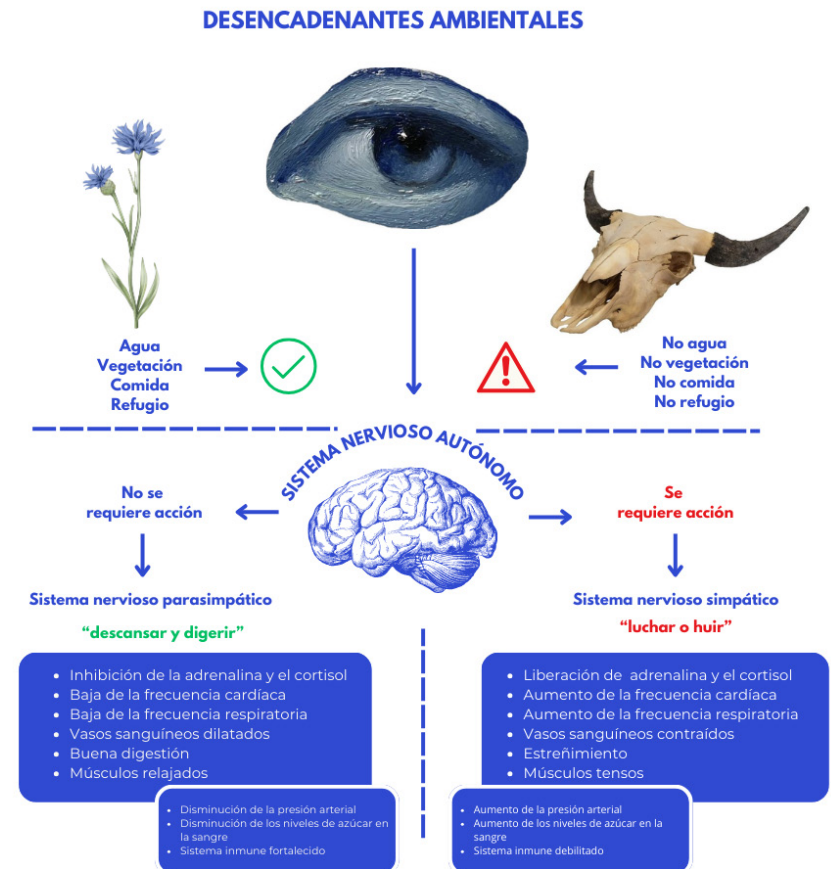 DESENCADENANTES AMBIENTALES
Agua
Vegetación
Comida
Refugio
No agua
No vegetación
No comida
No refugio
SISTEMA NERVIOSO AUTÓNOMO
No se
requiere acción
Se
requiere acción
Sistema nervioso parasimpático
“descansar y digerir”
Sistema nervioso simpático
“luchar o huir”
• Inhibición de la adrenalina y el cortisol
• Baja de la frecuencia cardíaca
• Baja de la frecuencia respiratoria
• Vasos sanguíneos dilatados
• Buena digestión
• Músculos relajados
• Disminución de la presión arterial
• Disminución de los niveles de azúcar en
la sangre
• Sistema inmune fortalecido
• Liberación de adrenalina y el cortisol
• Aumento de la frecuencia cardíaca
• Aumento de la frecuencia respiratoria
• Vasos sanguíneos contraídos
• Estreñimiento
• Músculos tensos
• Aumento de la presión arterial
• Aumento de los niveles de azúcar en la
sangre
• Sistema inmune debilitado